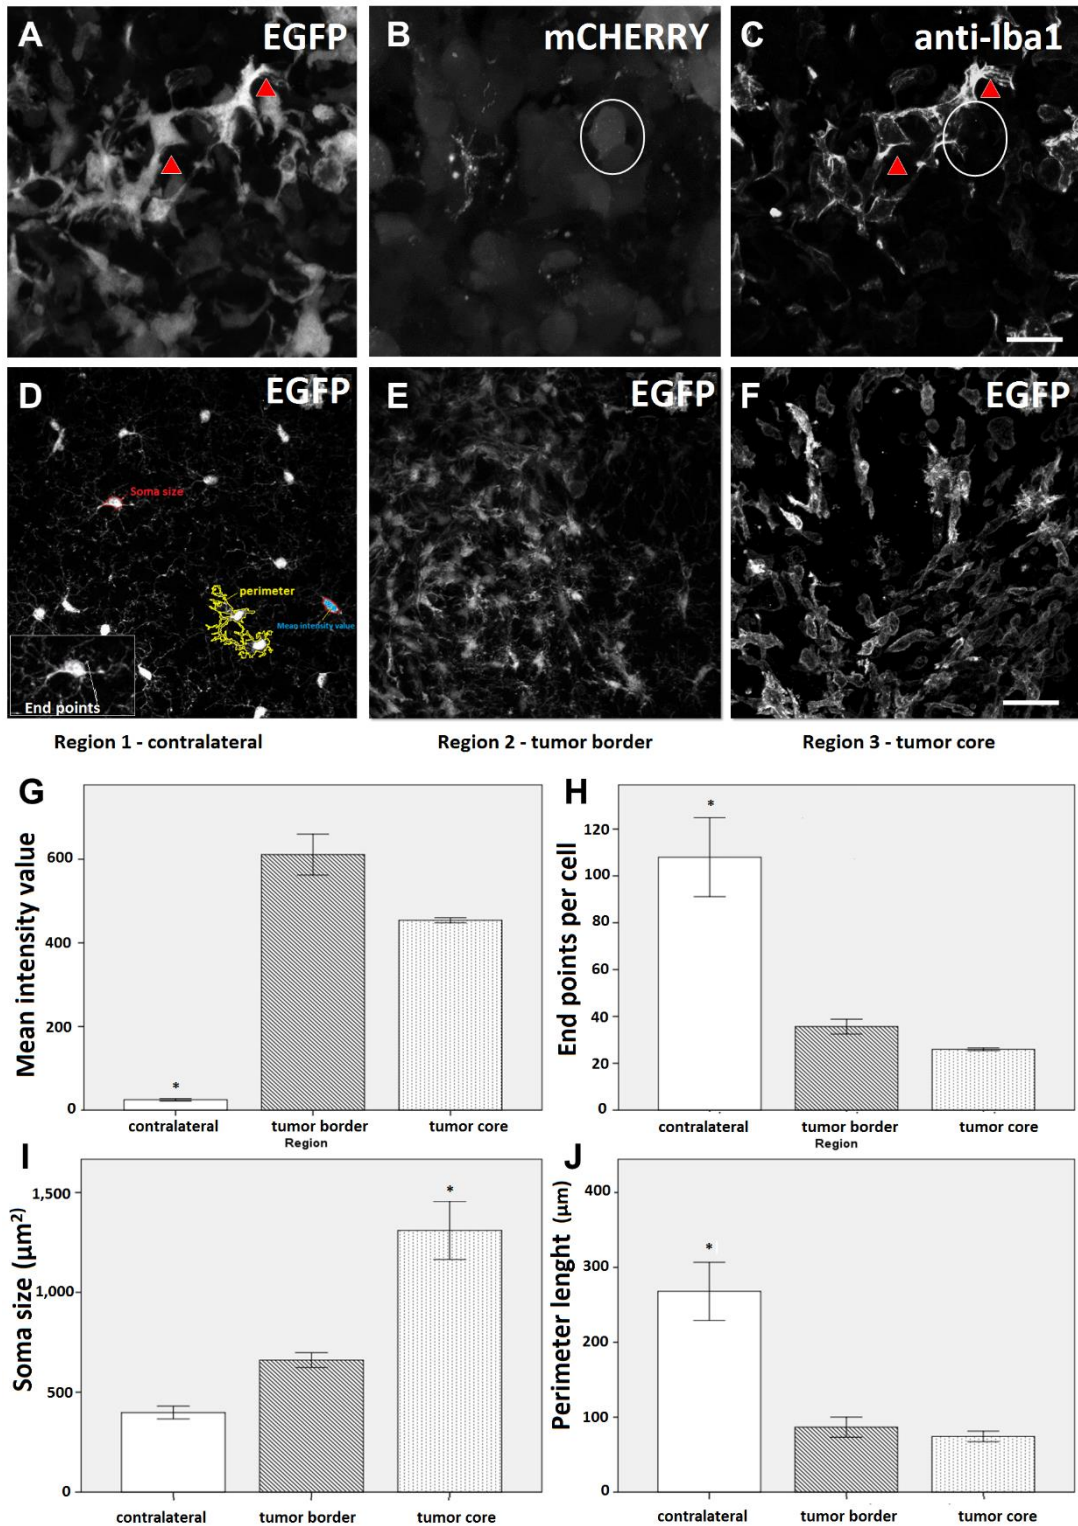 A EGFP
B mCHERRY
C anti-Iba1
D EGFP
Soma size
perimeter
Mean intensity value
End points
E EGFP
F EGFP
Region 1 - contralateral
Region 2 - tumor border
Region 3 - tumor core
G
Mean intensity value
600
400
200
0
*
contralateral tumor border tumor core
Region
H
End points per cell
120
100
80
60
40
20
0
*
contralateral tumor border tumor core
Region
I
Soma size (µm²)
1,500
1,000
500
0
*
contralateral tumor border tumor core
J
Perimeter lenght (µm)
400
300
200
100
0
*
contralateral tumor border tumor core